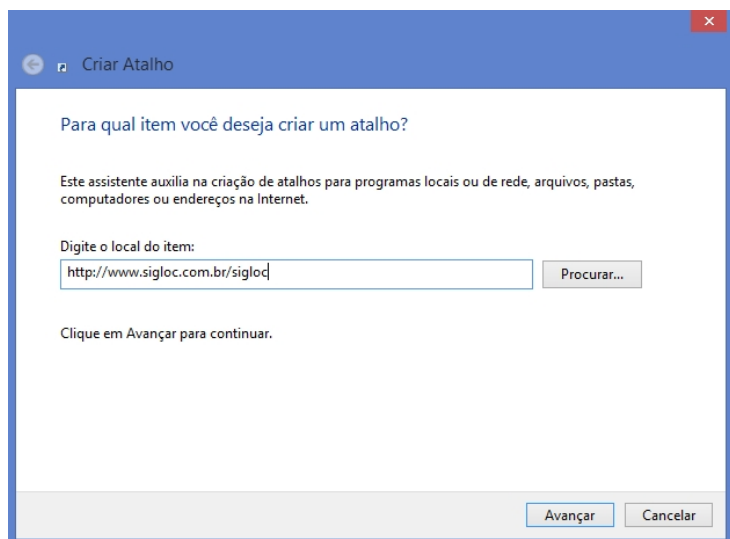 Criar Atalho
Para qual item você deseja criar um atalho?
Este assistente auxilia na criação de atalhos para programas locais ou de rede, arquivos, pastas,
computadores ou endereços na Internet.
Digite o local do item:
http://www.sigloc.com.br/sigloc
Procurar...
Clique em Avançar para continuar.
Avançar
Cancelar